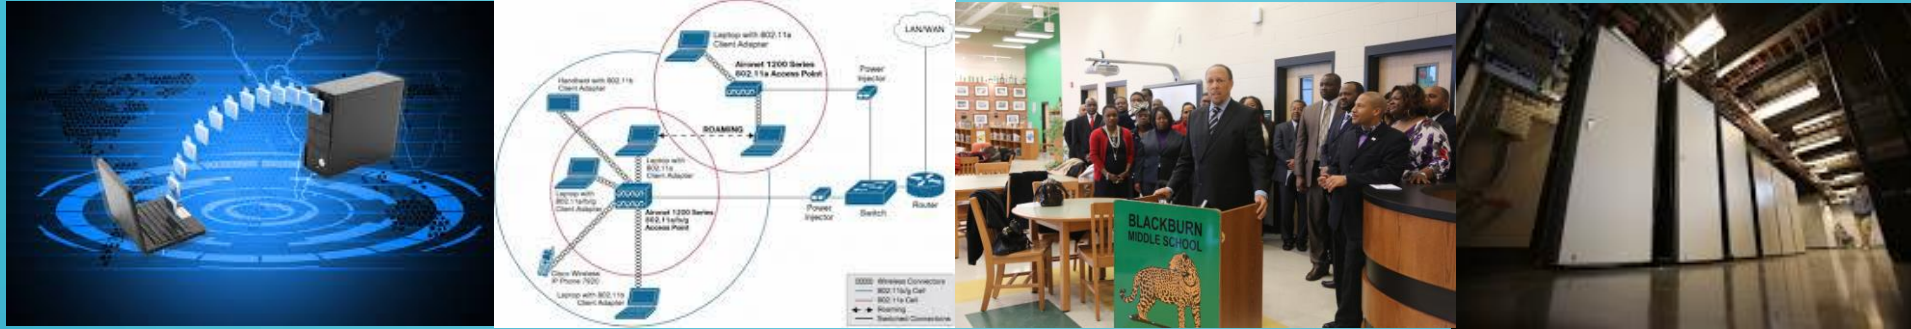 Laptop with 802.11a
Client Adapter
Aironet 1200 Series
802.11a Access Point
LAN/WAN
Power
Injector
Handheld with 802.11b
Client Adapter
ROAMING
Laptop with
802.11a
Client Adapter
Laptop with
802.11a/b/g
Client Adapter
Aironet 1200 Series
802.11a/b/g
Access Point
Power
Injector
Switch
Router
Cisco Wireless
IP Phone 7920
Laptop with 802.11b
Client Adapter
Wireless Connectors
802.11b/g Cell
802.11a Cell
Roaming
Switched Connections
BLACKBURN
MIDDLE SCHOOL